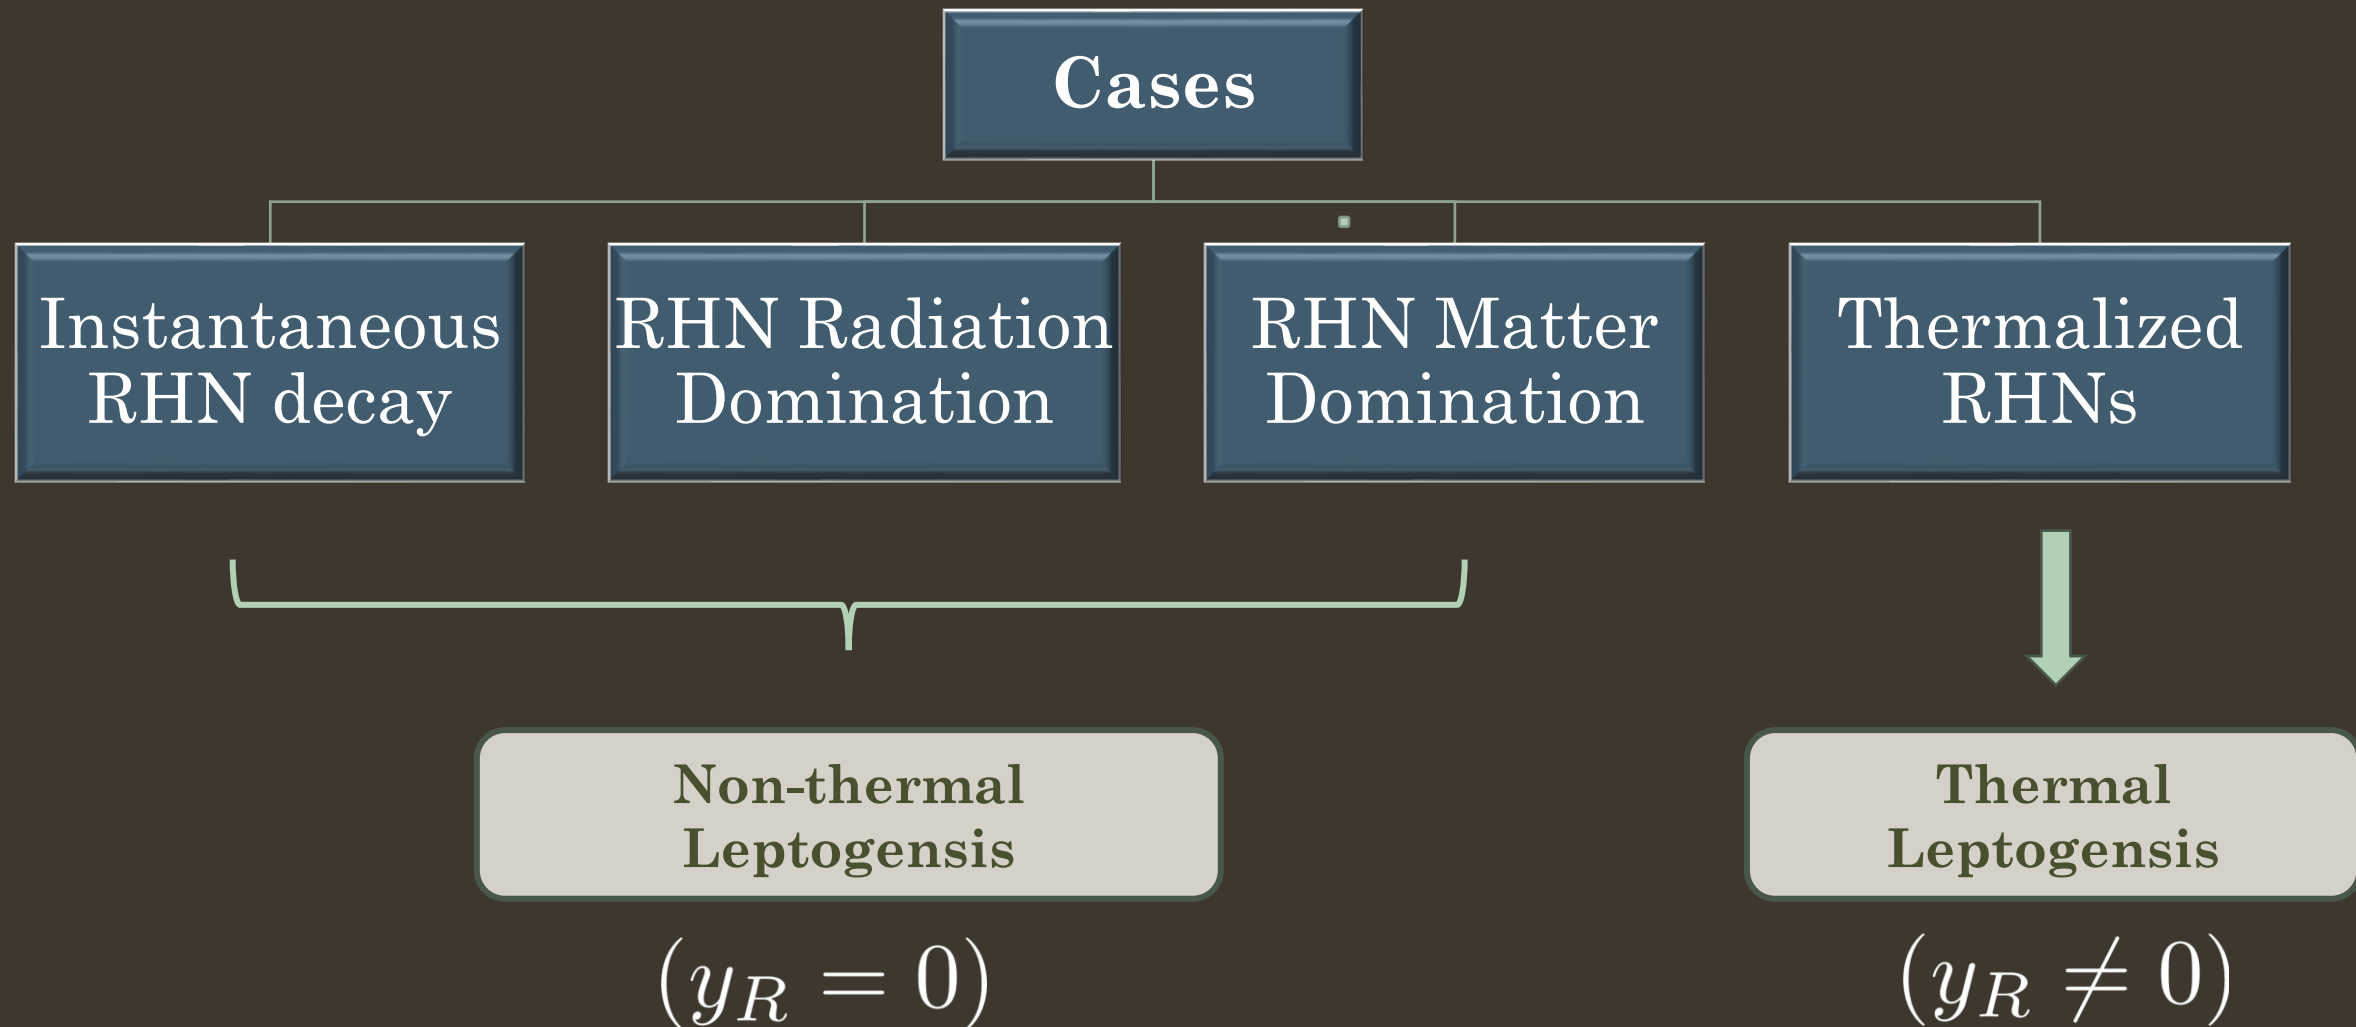 Cases
Instantaneous
RHN decay
RHN Radiation
Domination
RHN Matter
Domination
Thermalized
RHNs
Non-thermal
Leptogensis
Thermal
Leptogensis
(y_R = 0)
(y_R ≠ 0)